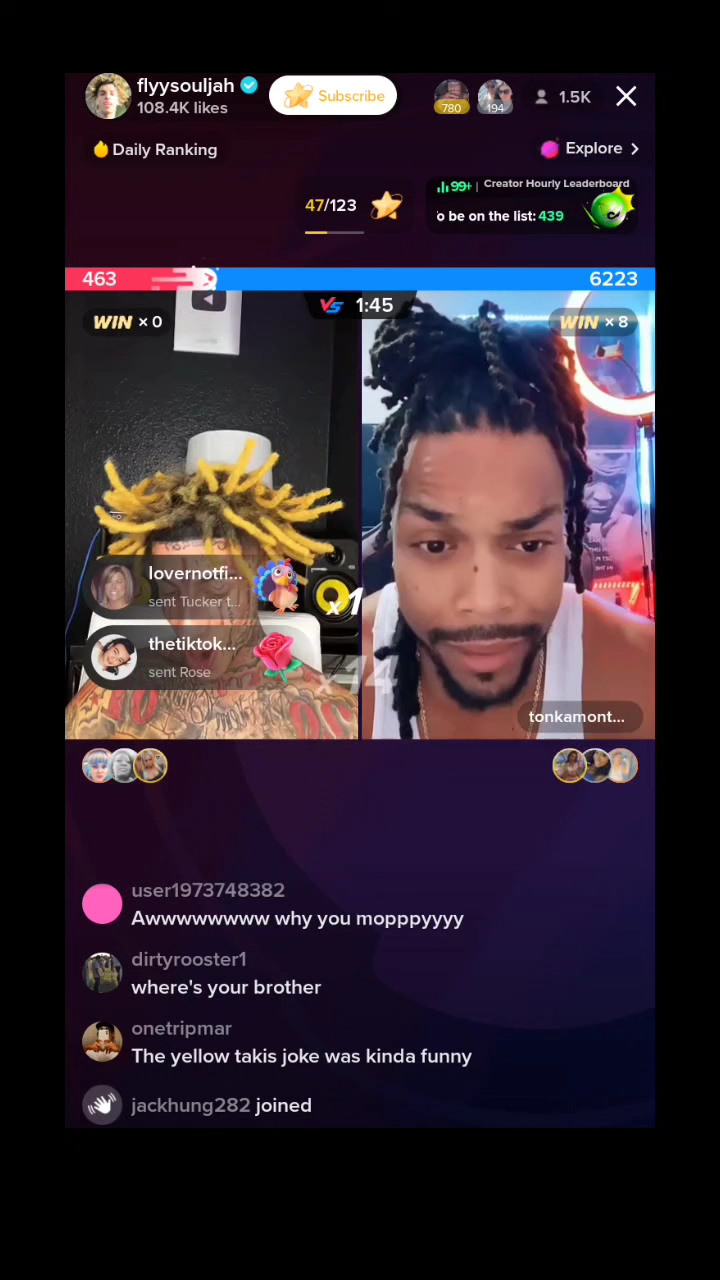 flyysouljah
108.4K likes
Subscribe
780
194
1.5K
Daily Ranking
Explore
47/123
99+ | Creator Hourly Leaderboard
o be on the list: 439
463
6223
WIN × 0
VS 1:45
WIN × 8
lovernotfi...
sent Tucker t...
x1
thetiktok...
sent Rose
x14
tonkamont...
user1973748382
Awwwwwwww why you mopppyyyy
dirtyrooster1
where's your brother
onetripmar
The yellow takis joke was kinda funny
jackhung282 joined